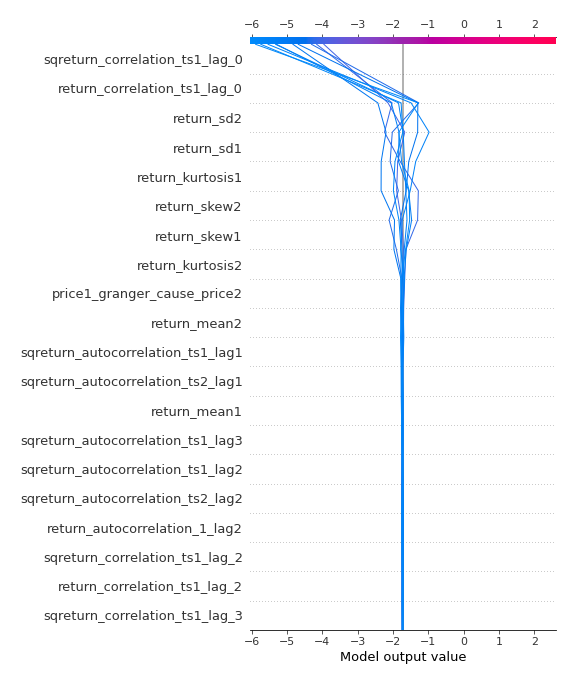 −6 −5 −4 −3 −2 −1 0 1 2
sqreturn_correlation_ts1_lag_0
return_correlation_ts1_lag_0
return_sd2
return_sd1
return_kurtosis1
return_skew2
return_skew1
return_kurtosis2
price1_granger_cause_price2
return_mean2
sqreturn_autocorrelation_ts1_lag1
sqreturn_autocorrelation_ts2_lag1
return_mean1
sqreturn_autocorrelation_ts1_lag3
sqreturn_autocorrelation_ts1_lag2
sqreturn_autocorrelation_ts2_lag2
return_autocorrelation_1_lag2
sqreturn_correlation_ts1_lag_2
return_correlation_ts1_lag_2
sqreturn_correlation_ts1_lag_3
−6 −5 −4 −3 −2 −1 0 1 2
Model output value